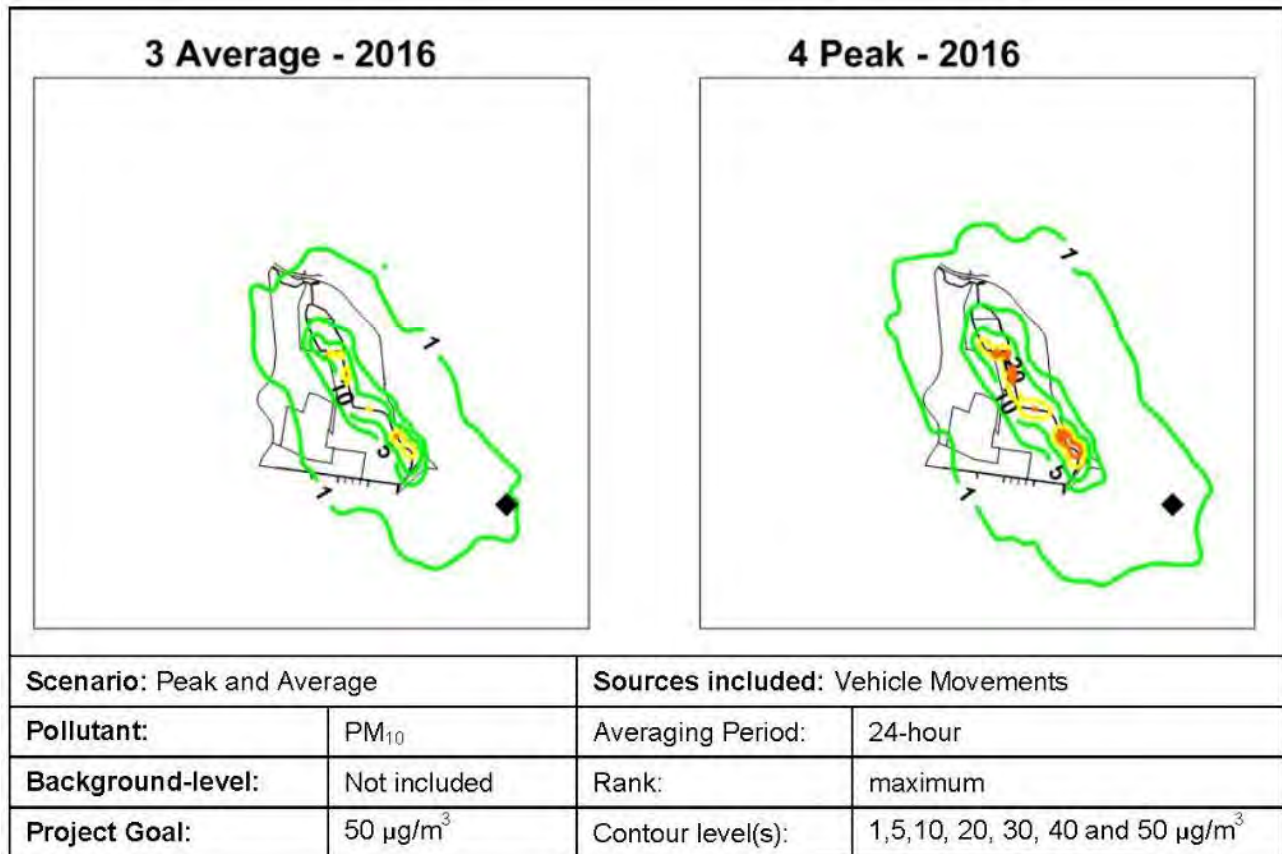 3 Average - 2016
4 Peak - 2016
1
10
5
1
1
20
10
5
1
Scenario: Peak and Average
Sources included: Vehicle Movements
Pollutant:
PM₁₀
Averaging Period:
24-hour
Background-level:
Not included
Rank:
maximum
Project Goal:
50 µg/m³
Contour level(s):
1,5,10, 20, 30, 40 and 50 µg/m³